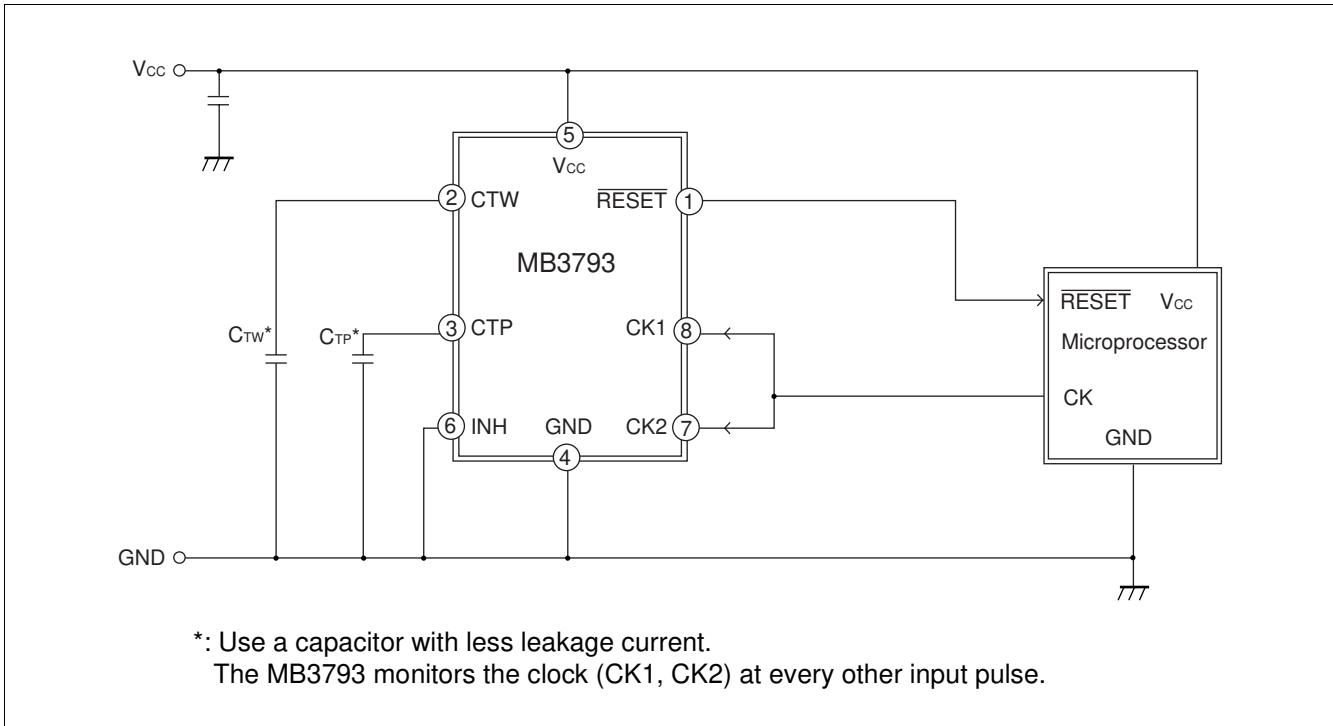 VCC
5
VCC
2 CTW
RESET 1
MB3793
RESET VCC
CTW*
CTP*
3 CTP
CK1 8
Microprocessor
CK
6 INH
GND
CK2 7
GND
4
GND
*: Use a capacitor with less leakage current.
The MB3793 monitors the clock (CK1, CK2) at every other input pulse.